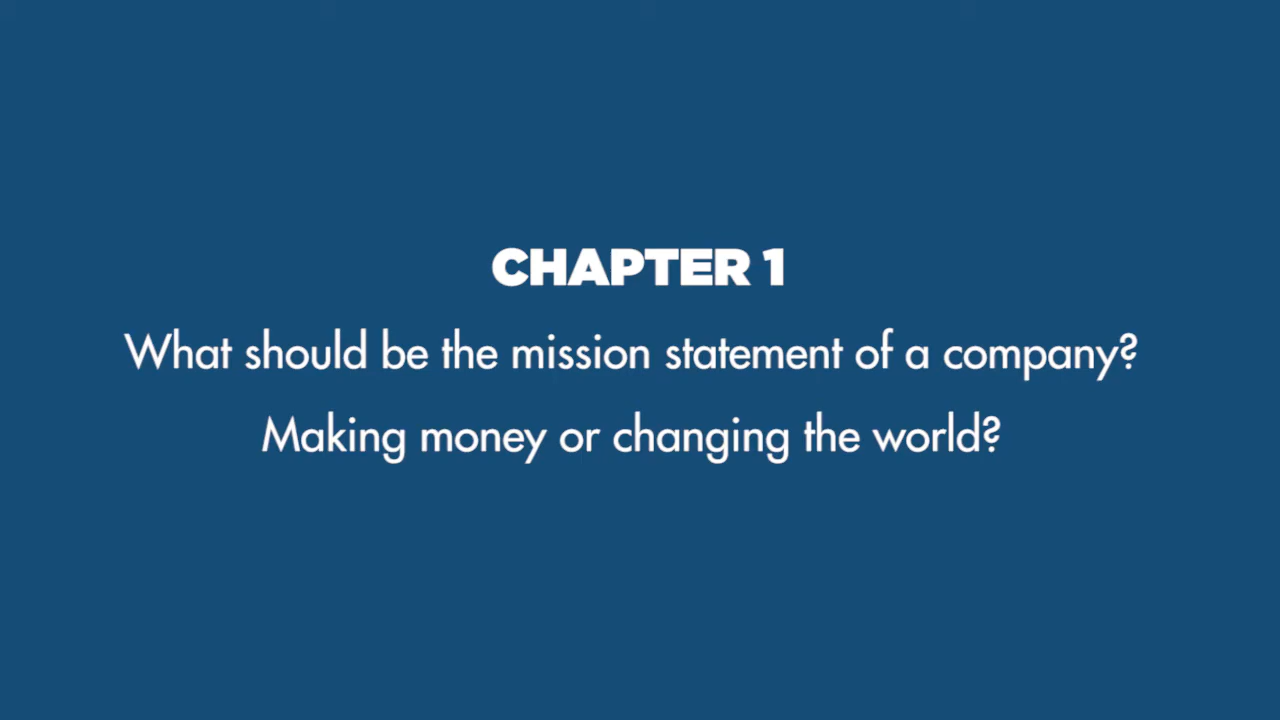 CHAPTER 1
What should be the mission statement of a company?
Making money or changing the world?